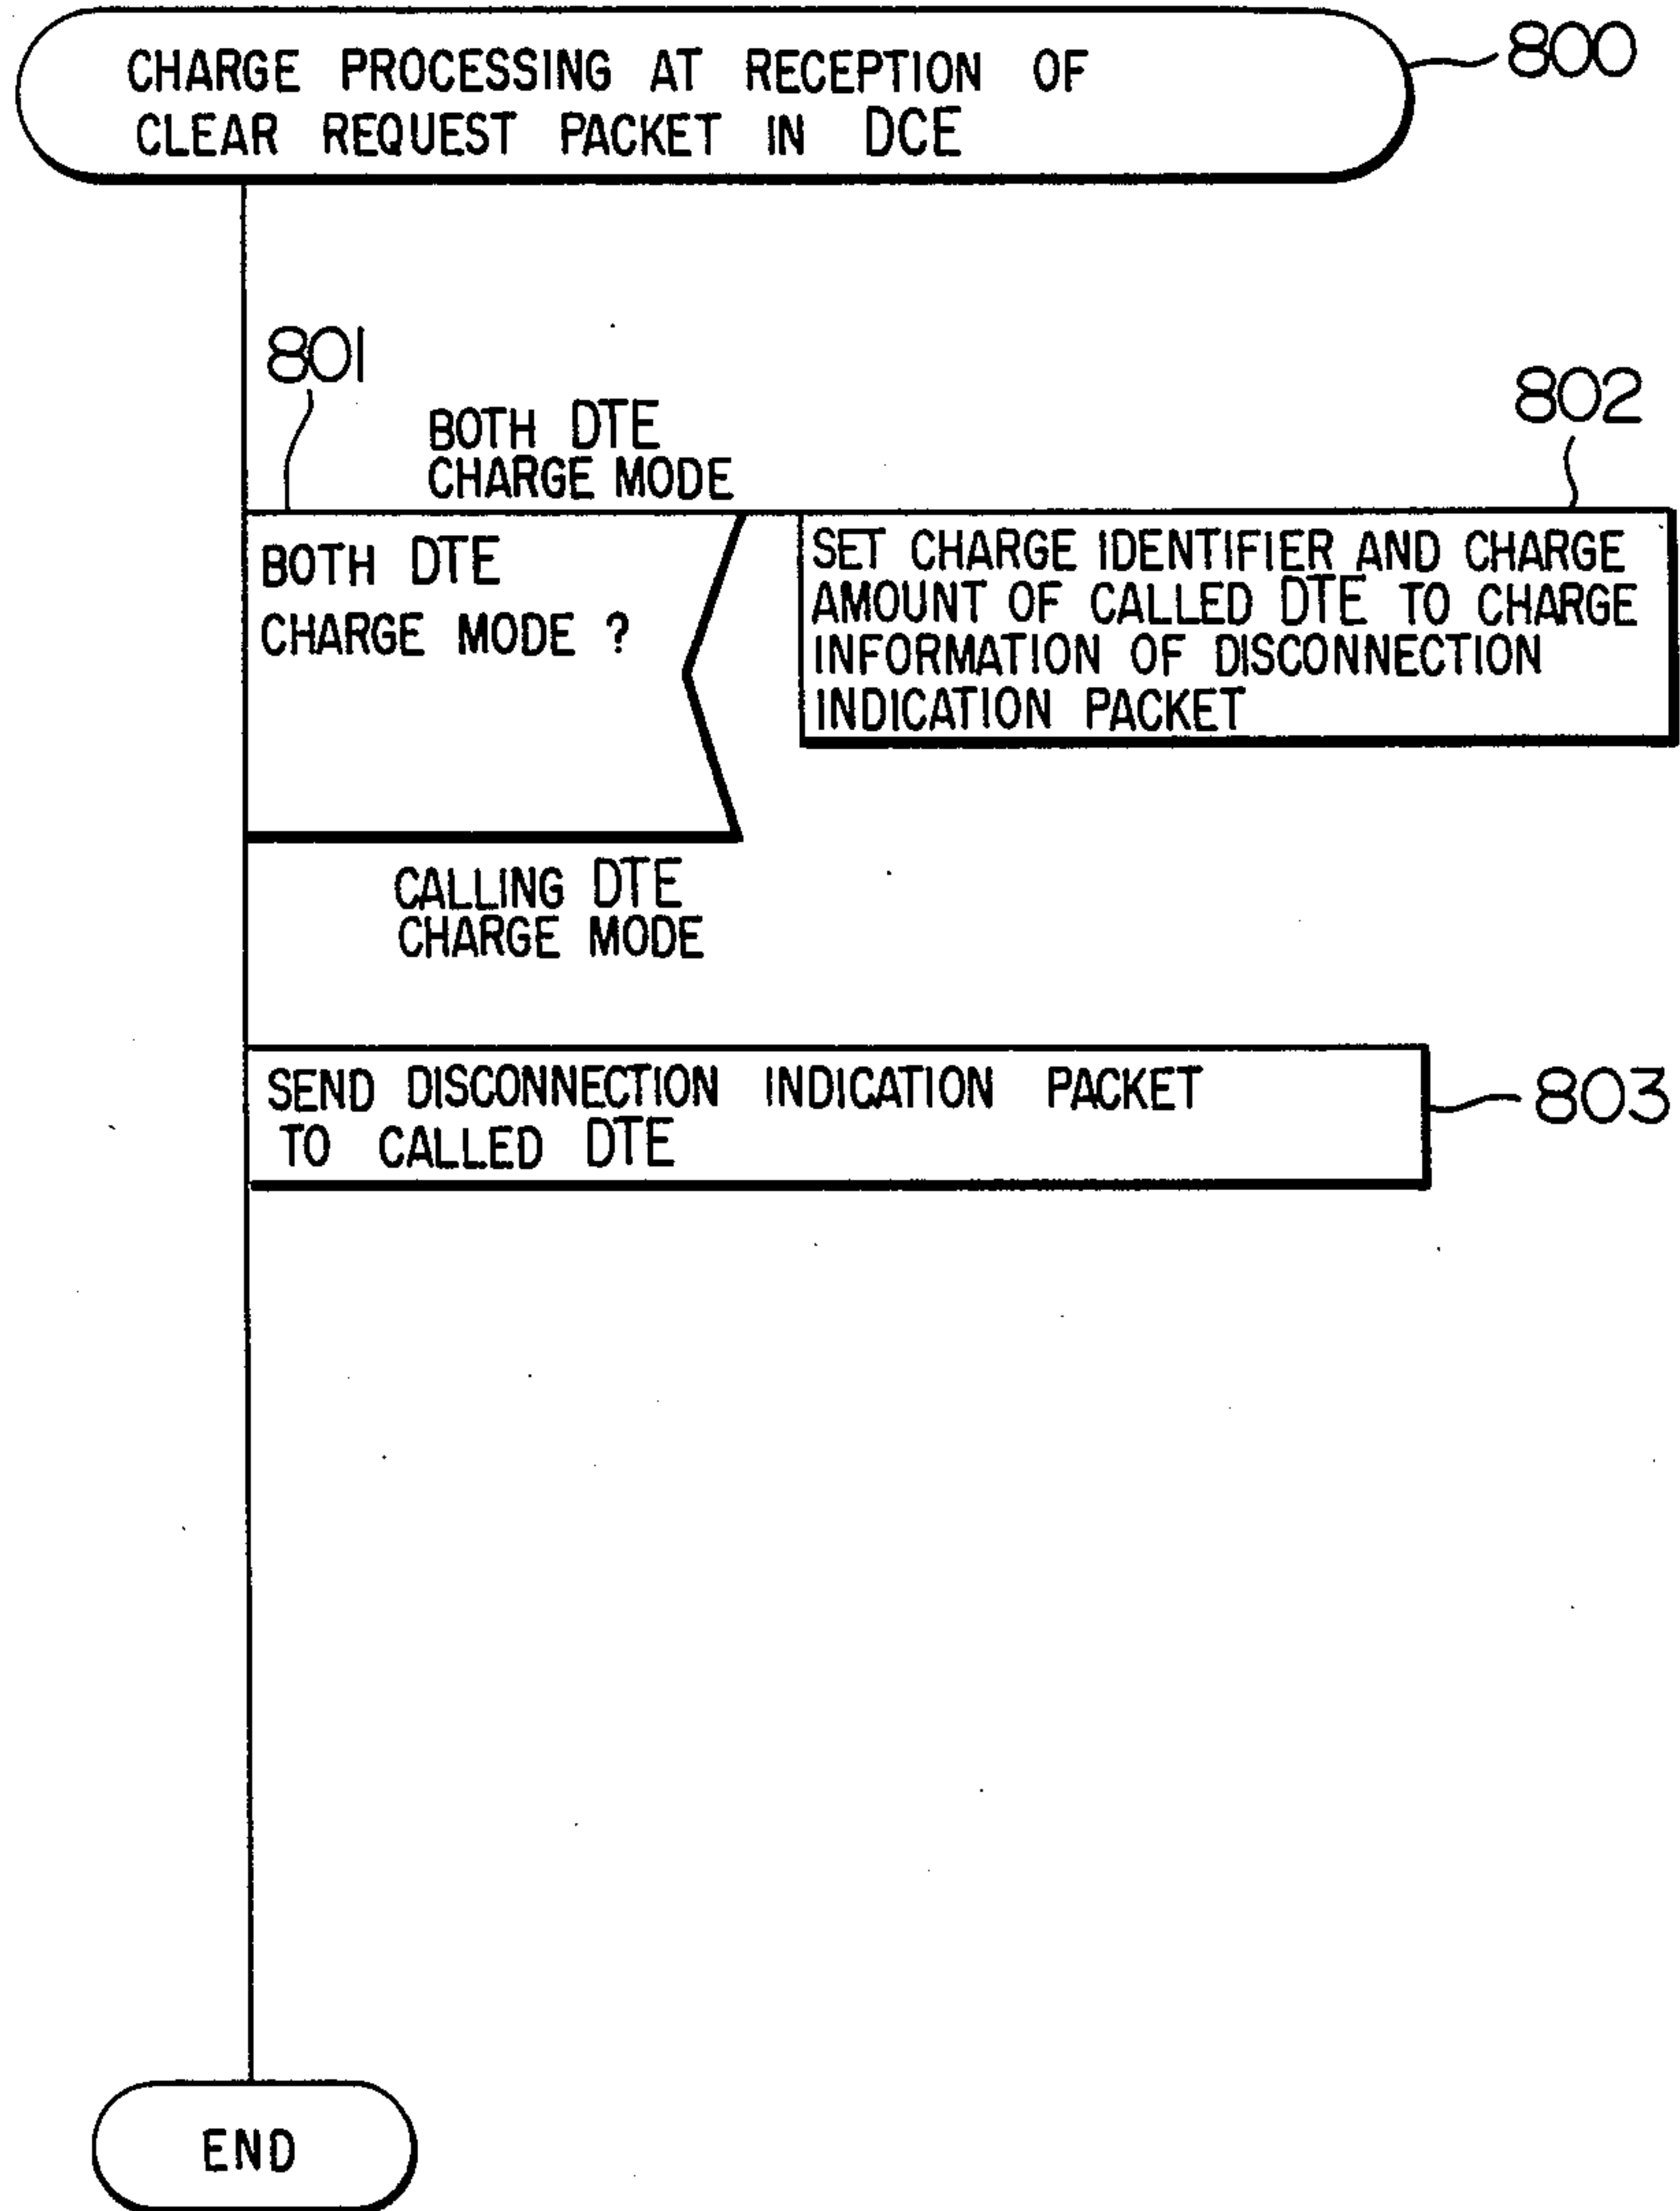 CHARGE PROCESSING AT RECEPTION OF
CLEAR REQUEST PACKET IN DCE
800
801
BOTH DTE
CHARGE MODE
802
BOTH DTE
CHARGE MODE ?
SET CHARGE IDENTIFIER AND CHARGE
AMOUNT OF CALLED DTE TO CHARGE
INFORMATION OF DISCONNECTION
INDICATION PACKET
CALLING DTE
CHARGE MODE
SEND DISCONNECTION INDICATION PACKET
TO CALLED DTE
803
END